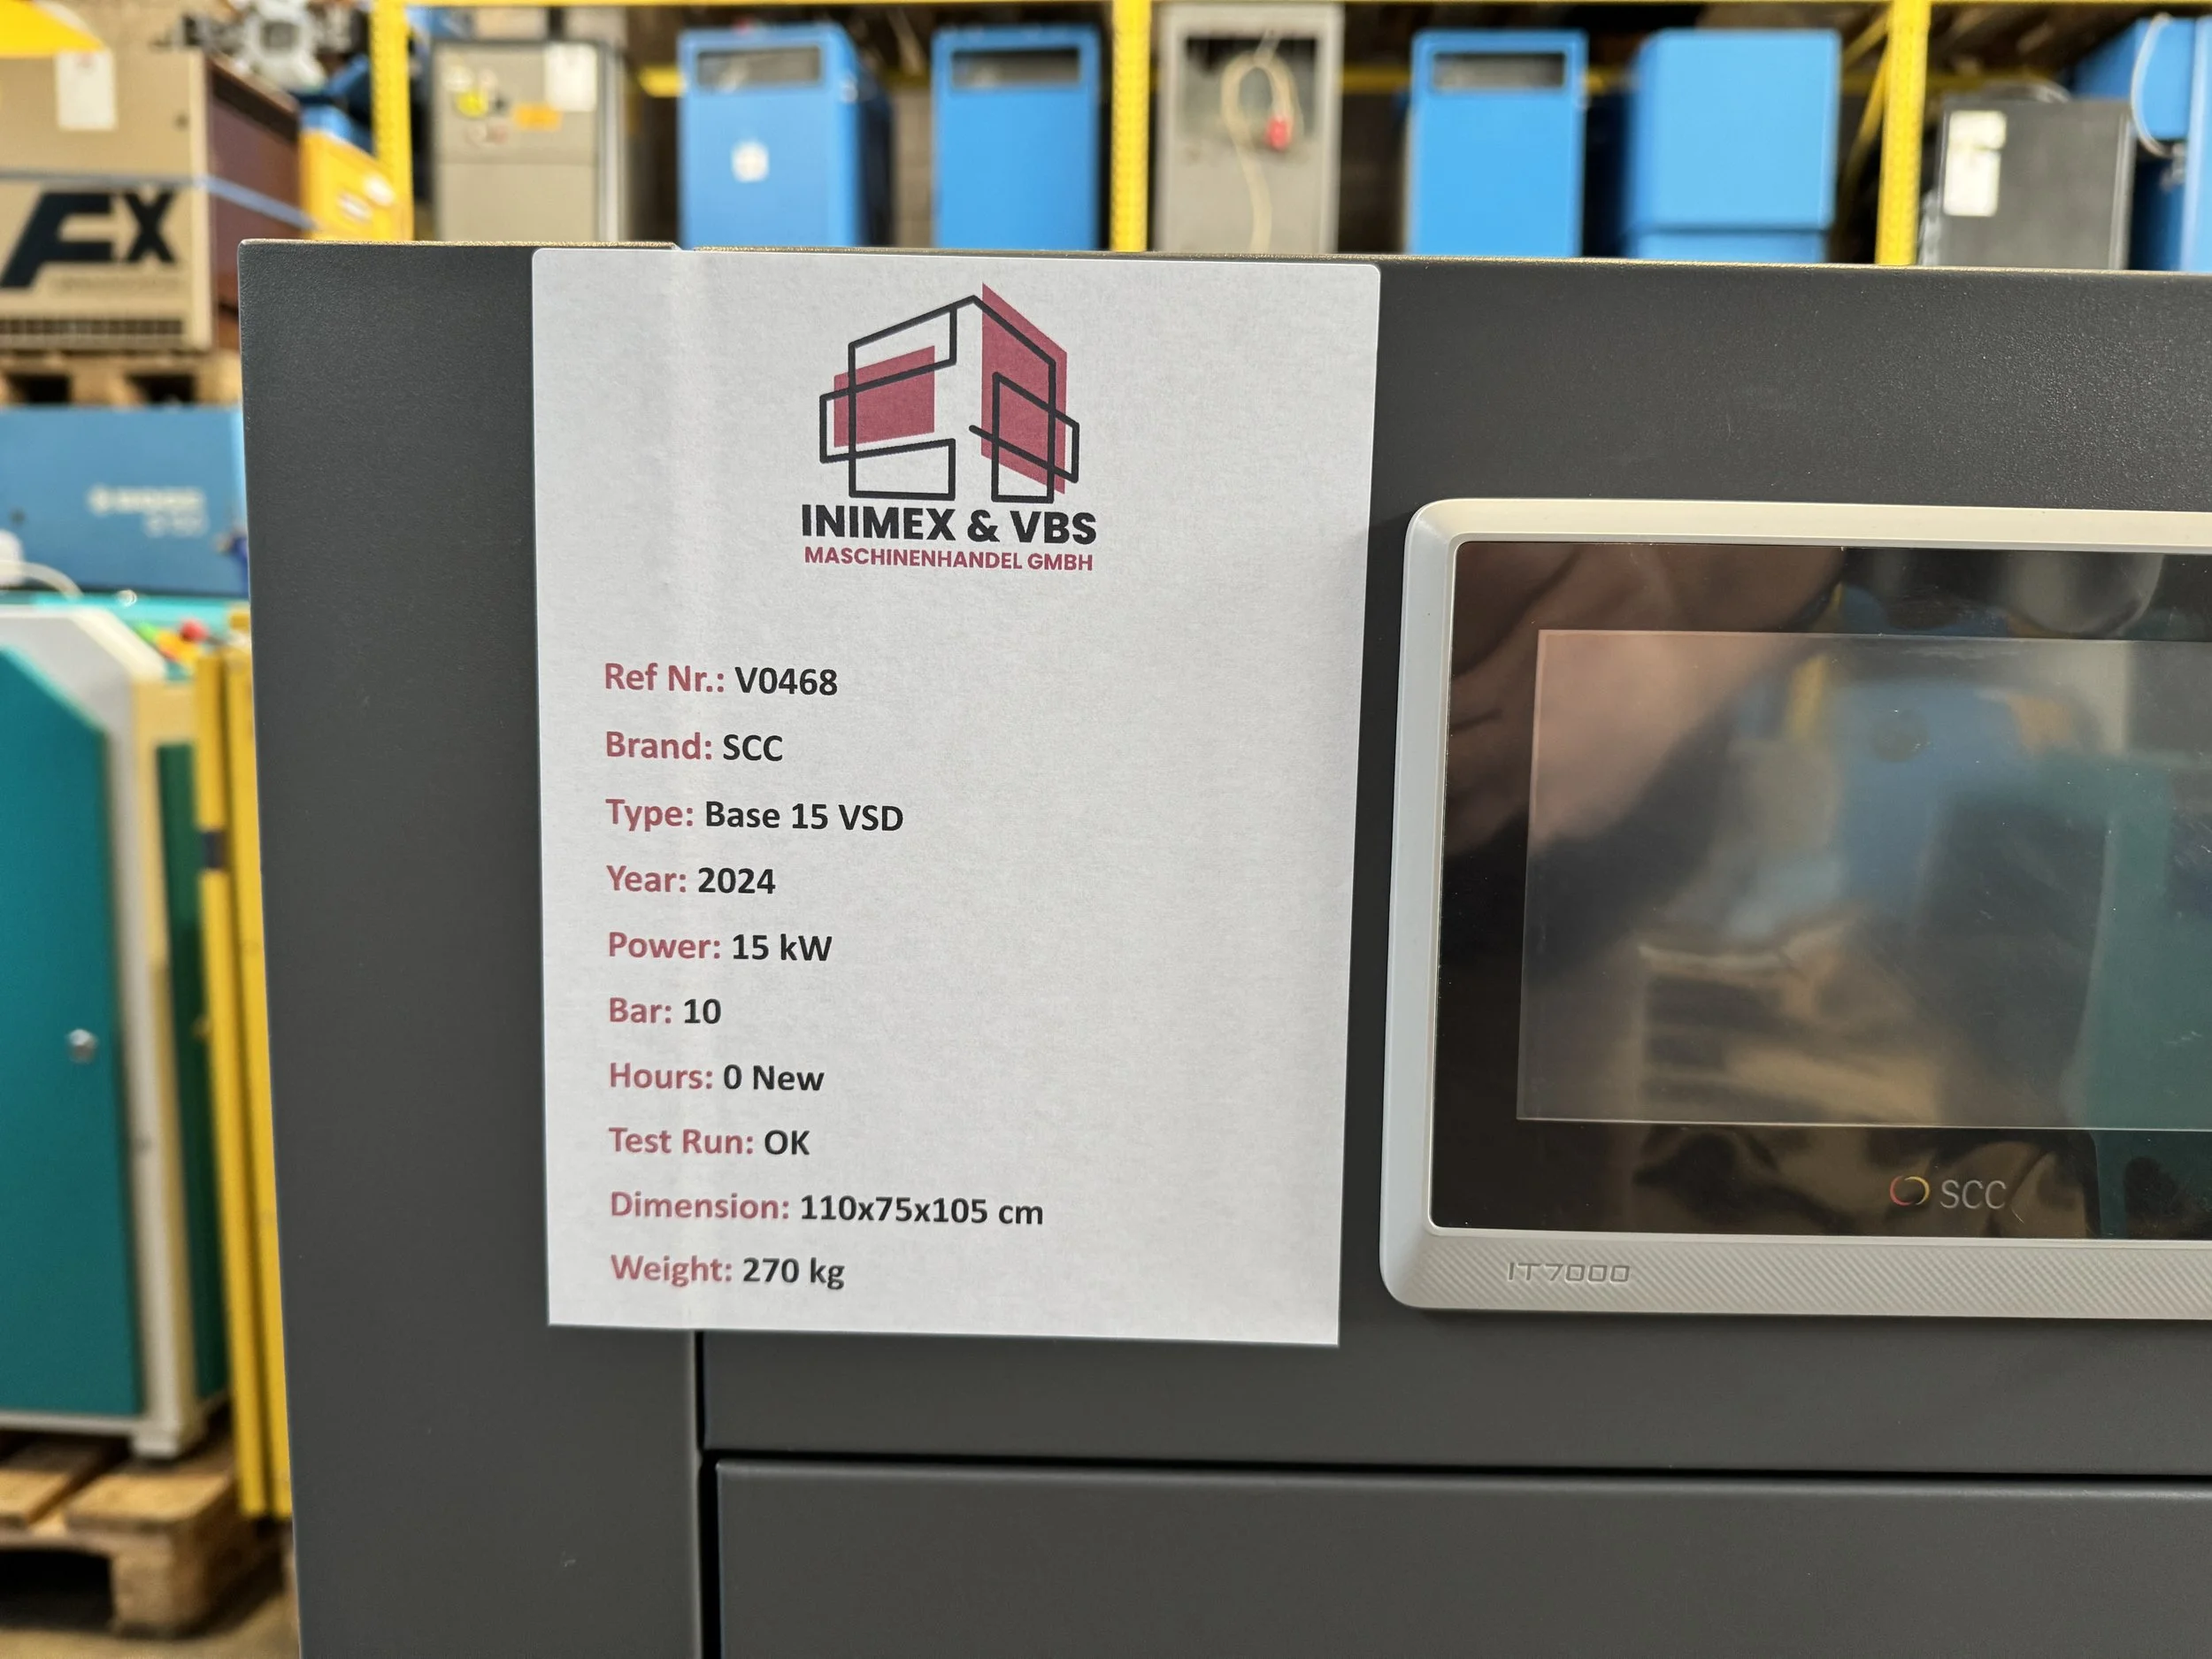 FX
INIMEX & VBS
MASCHINENHANDEL GMBH
Ref Nr.: V0468
Brand: SCC
Type: Base 15 VSD
Year: 2024
Power: 15 kW
Bar: 10
Hours: 0 New
Test Run: OK
Dimension: 110x75x105 cm
Weight: 270 kg
SCC
IT7000